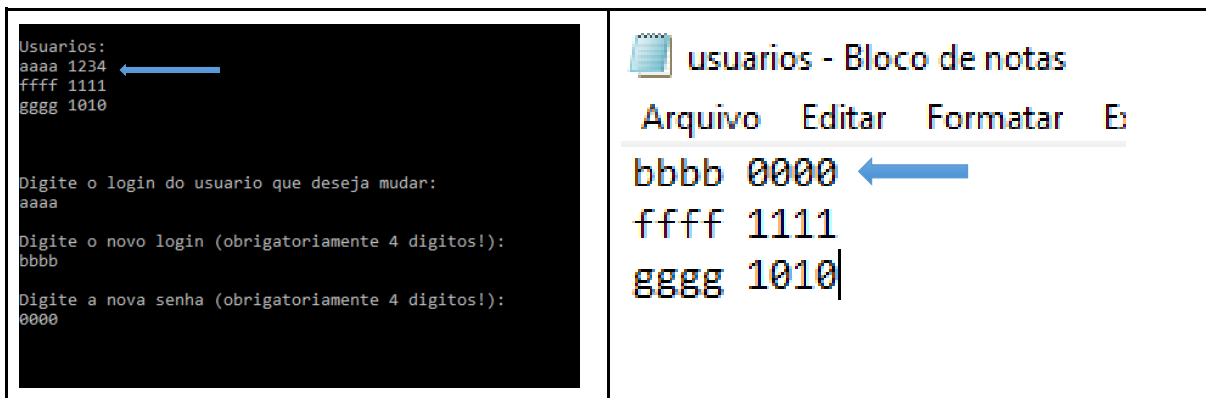 Usuarios:
aaaa 1234
ffff 1111
gggg 1010
Digite o login do usuario que deseja mudar:
aaaa
Digite o novo login (obrigatoriamente 4 digitos!):
bbbb
Digite a nova senha (obrigatoriamente 4 digitos!):
0000
usuarios - Bloco de notas
Arquivo Editar Formatar
bbbb 0000
ffff 1111
gggg 1010